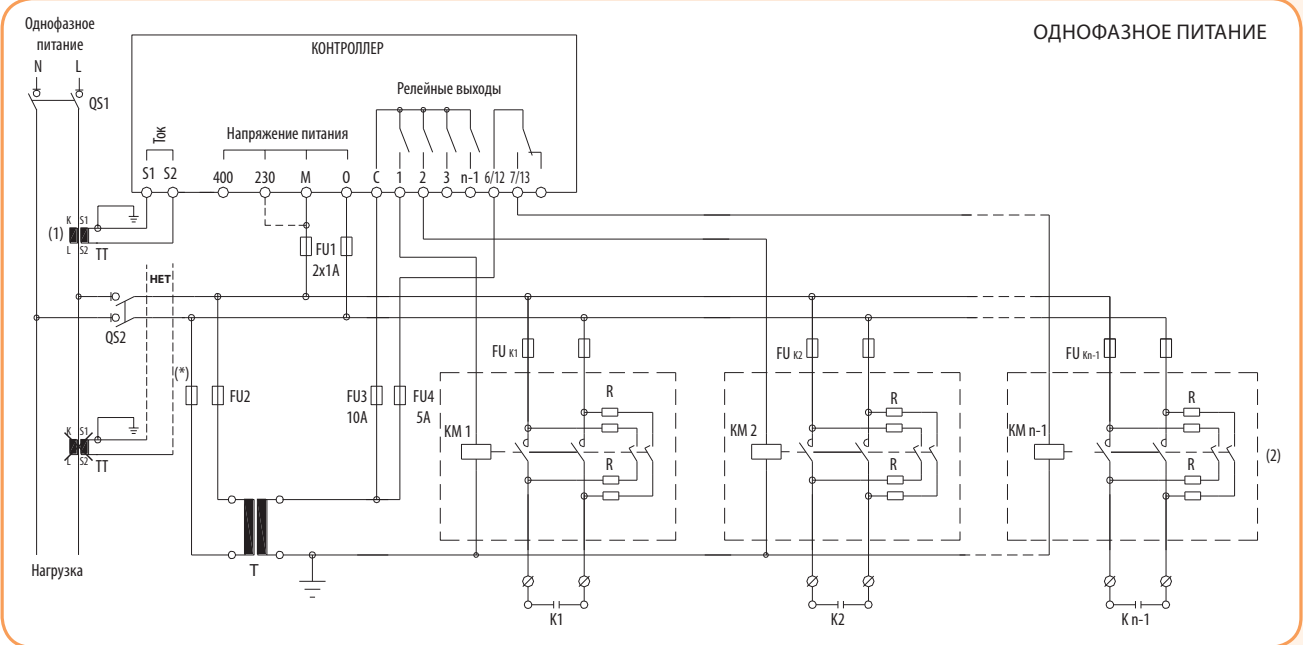 Однофазное
питание
ОДНОФАЗНОЕ ПИТАНИЕ
N L
QS1
КОНТРОЛЛЕР
Релейные выходы
Ток
Напряжение питания
S1 S2 400 230 M 0 C 1 2 3 n-1 6/12 7/13
K S1
(1)
L S2 TT
FU1
2x1A
НЕТ
QS2
(*)
FU2
FU3
10A
FU4
5A
FU K1
FU K2
FU Kn-1
R
R
R
KM 1
KM 2
KM n-1
R
R
R
(2)
K S1
L S2 TT
Нагрузка
T
K1
K2
K n-1